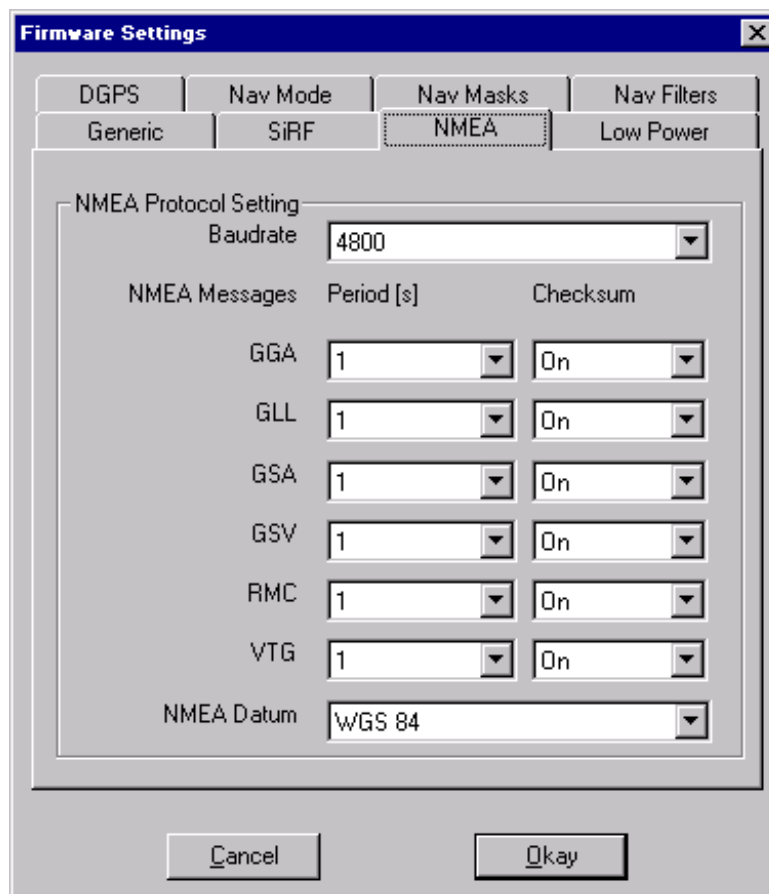 Firmware Settings
DGPS Nav Mode Nav Masks Nav Filters
Generic SiRF NMEA Low Power
NMEA Protocol Setting
Baudrate 4800
NMEA Messages Period [s] Checksum
GGA 1 On
GLL 1 On
GSA 1 On
GSV 1 On
RMC 1 On
VTG 1 On
NMEA Datum WGS 84
Cancel Okay